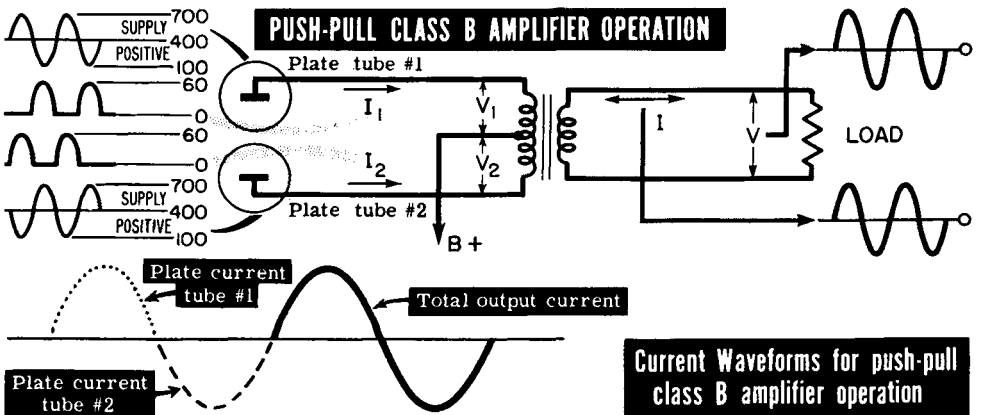 PUSH-PULL CLASS B AMPLIFIER OPERATION
700
SUPPLY
400
POSITIVE
100
60
0
60
0
700
SUPPLY
400
POSITIVE
100
Plate tube #1
I1
V1
I2
V2
Plate tube #2
B+
I
V
LOAD
Plate current
tube #1
Total output current
Plate current
tube #2
Current Waveforms for push-pull
class B amplifier operation